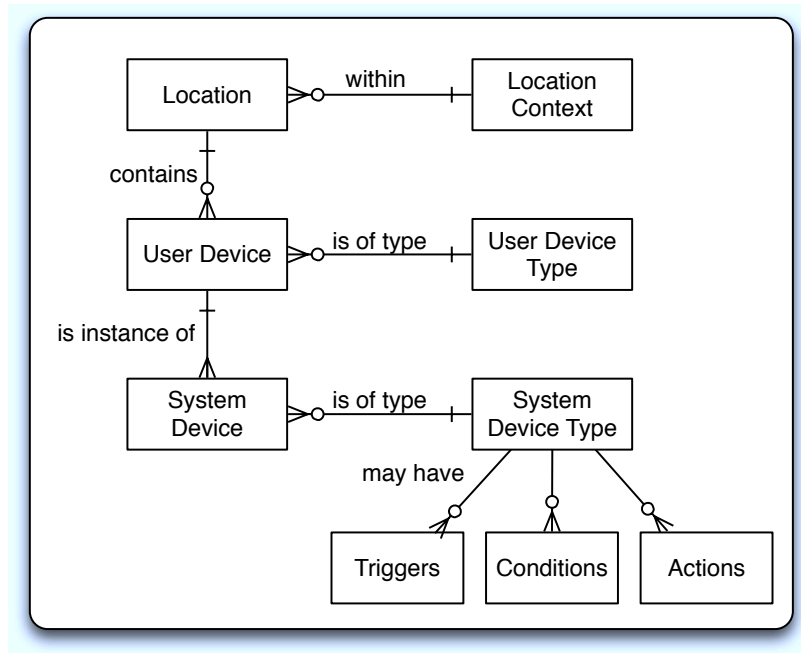 Location
within
Location
Context
contains
User Device
is of type
User Device
Type
is instance of
System
Device
is of type
System
Device Type
may have
Triggers
Conditions
Actions